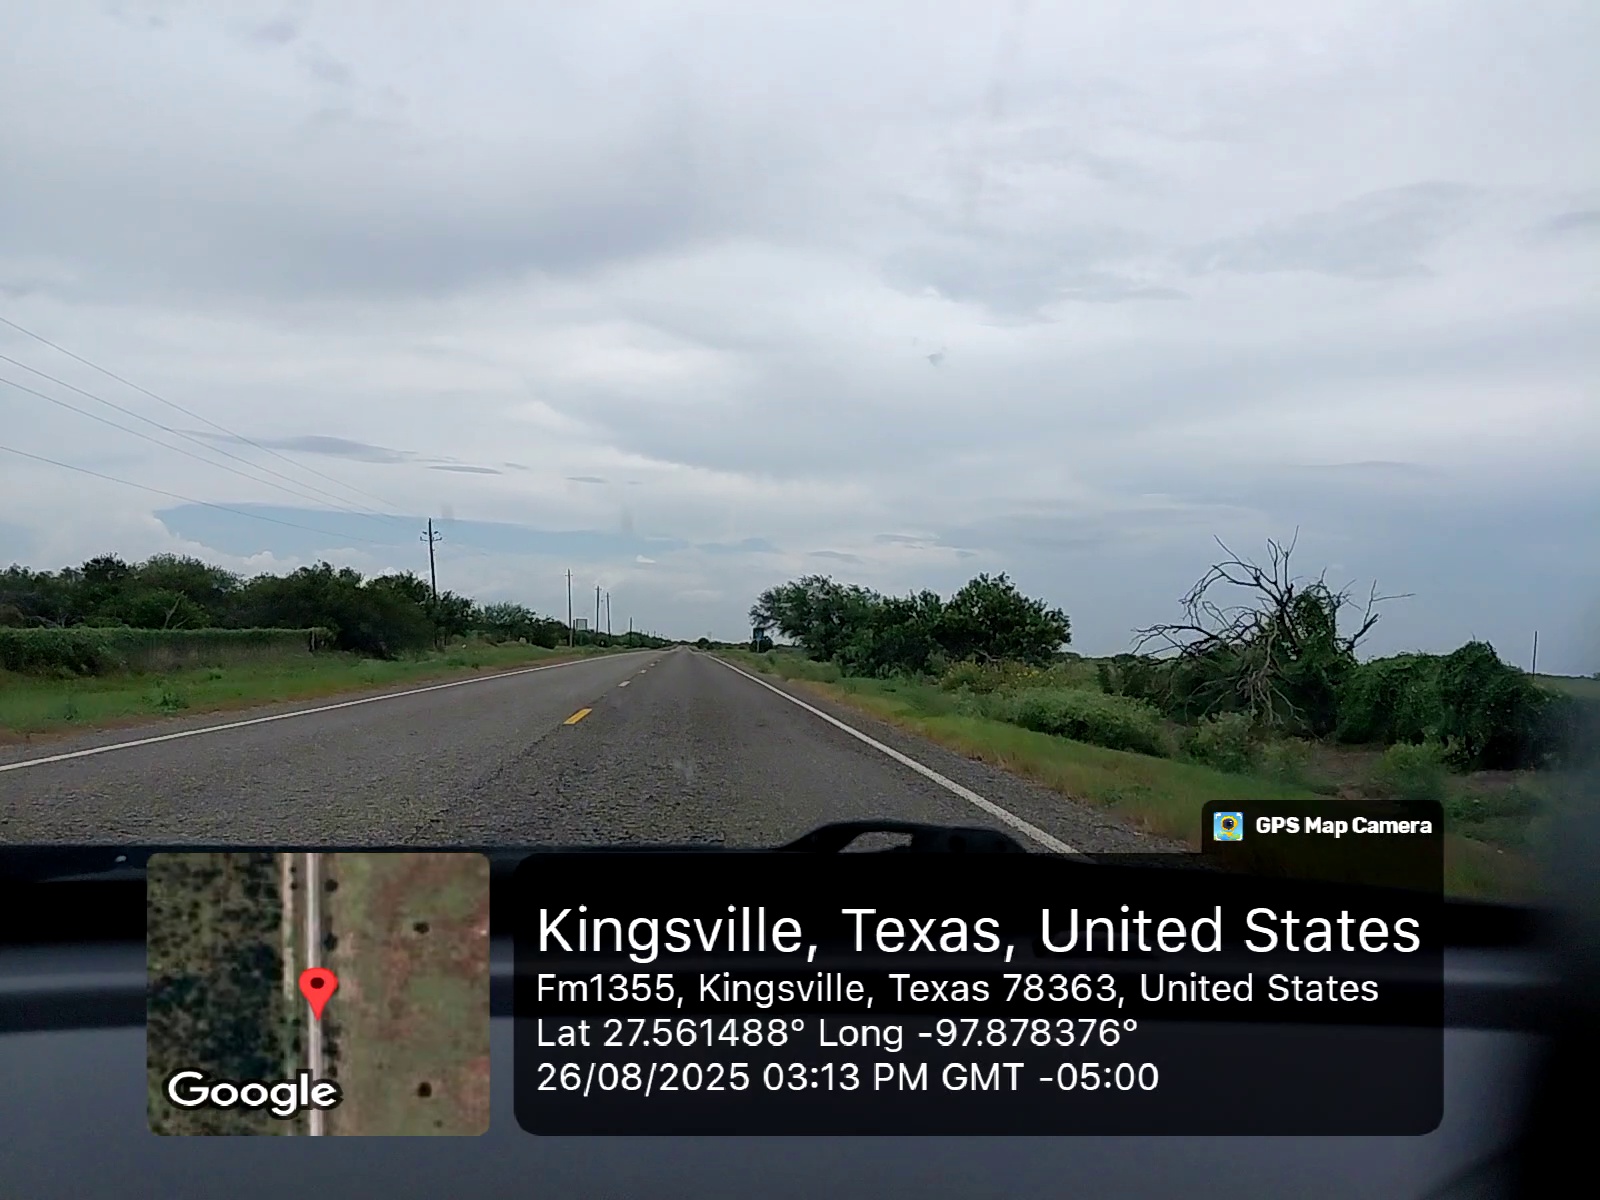 GPS Map Camera
Kingsville, Texas, United States
Fm1355, Kingsville, Texas 78363, United States
Lat 27.561488° Long -97.878376°
26/08/2025 03:13 PM GMT -05:00
Google